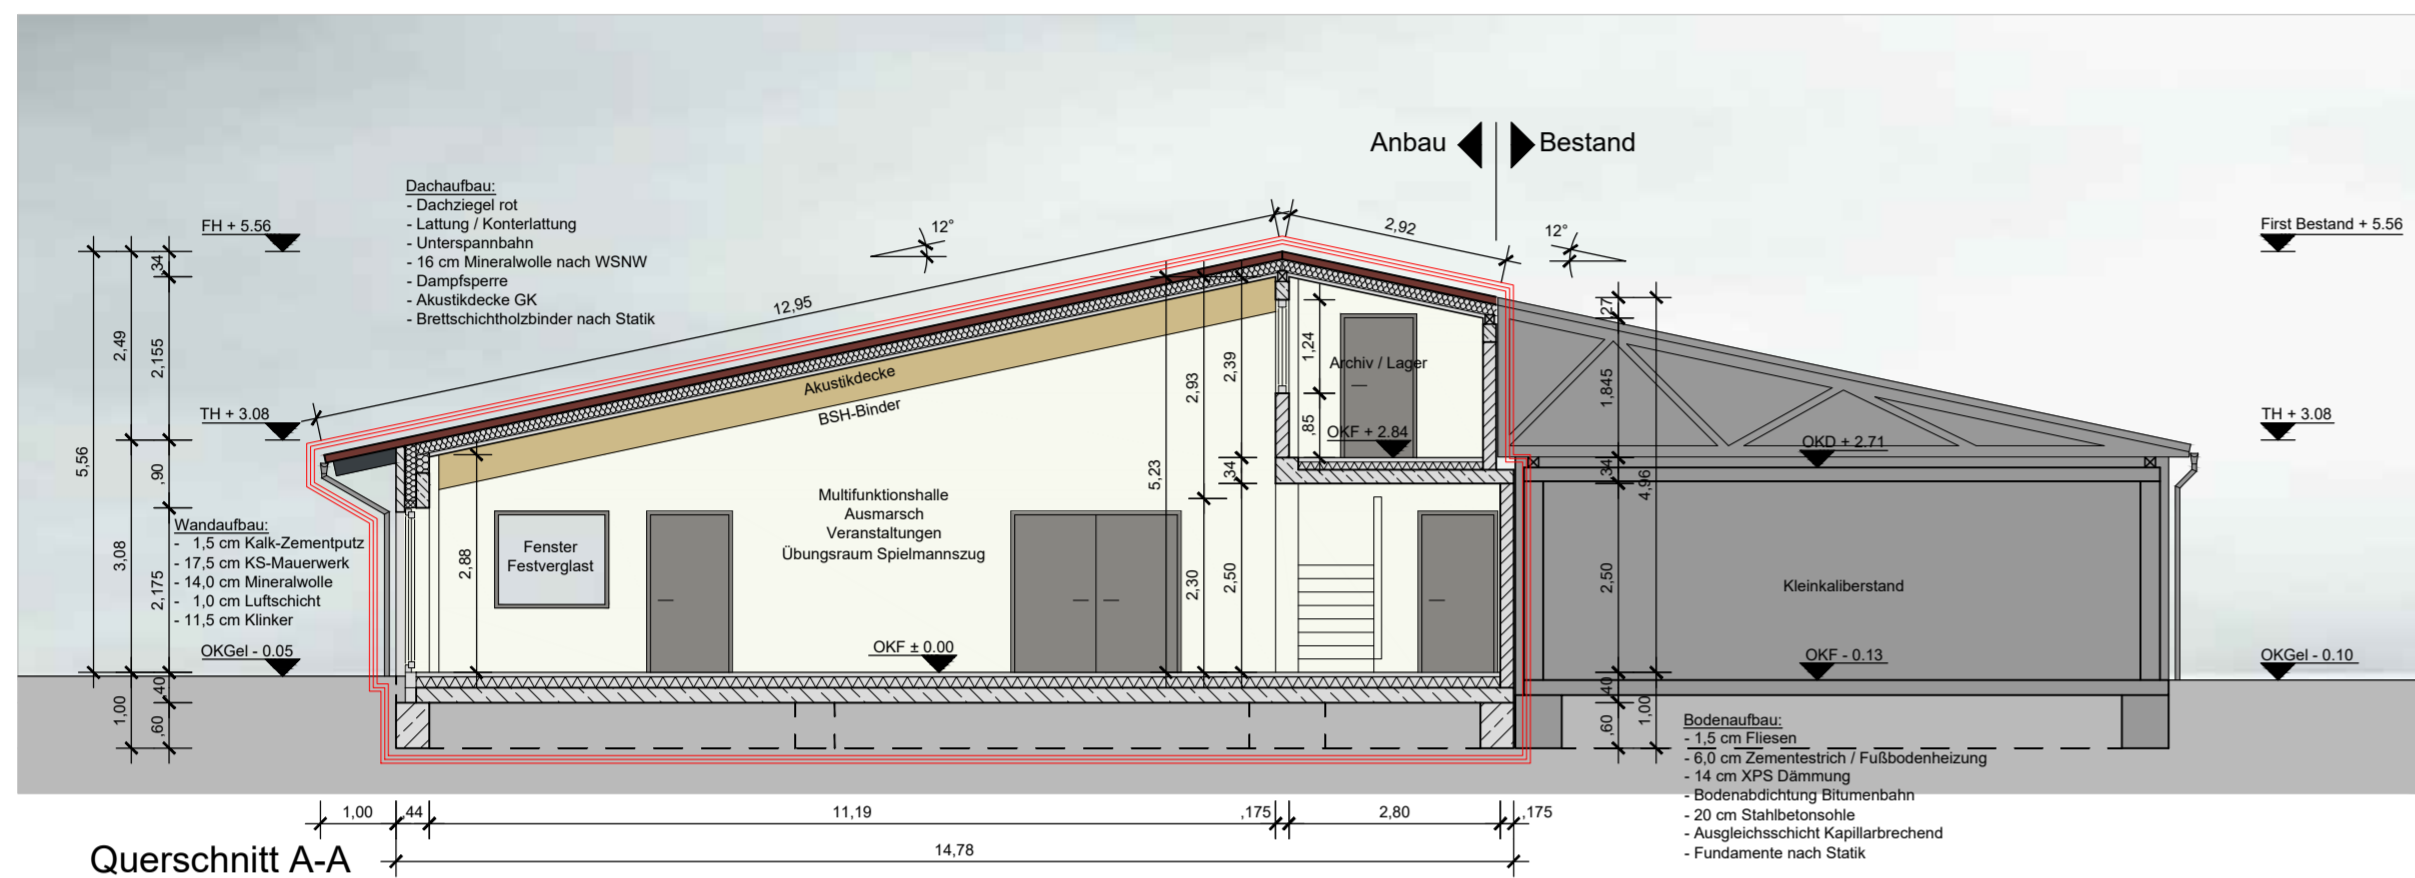 Anbau
Bestand
Dachaufbau:
- Dachziegel rot
- Lattung / Konterlattung
- Unterspannbahn
- 16 cm Mineralwolle nach WSNW
- Dampfsperre
- Akustikdecke GK
- Brettschichtholzbinder nach Statik
FH + 5.56
12°
2,92
12°
First Bestand + 5.56
12,95
,34
2,49
2,155
TH + 3.08
5,56
,90
3,08
2,175
Wandaufbau:
- 1,5 cm Kalk-Zementputz
- 17,5 cm KS-Mauerwerk
- 14,0 cm Mineralwolle
- 1,0 cm Luftschicht
- 11,5 cm Klinker
OKGel - 0.05
,40
1,00
,60
Akustikdecke
BSH-Binder
2,88
Fenster
Festverglast
Multifunktionshalle
Ausmarsch
Veranstaltungen
Übungsraum Spielmannszug
OKF ± 0.00
5,23
2,93
2,30
2,39
,34
2,50
1,24
,85
Archiv / Lager
OKF + 2.84
,27
1,845
,34
4,96
2,50
,40
,60
1,00
OKD + 2.71
TH + 3.08
Kleinkaliberstand
OKF - 0.13
OKGel - 0.10
Bodenaufbau:
- 1,5 cm Fliesen
- 6,0 cm Zementestrich / Fußbodenheizung
- 14 cm XPS Dämmung
- Bodenabdichtung Bitumenbahn
- 20 cm Stahlbetonsohle
- Ausgleichsschicht Kapillarbrechend
- Fundamente nach Statik
1,00
,44
11,19
,175
2,80
,175
14,78
Querschnitt A-A